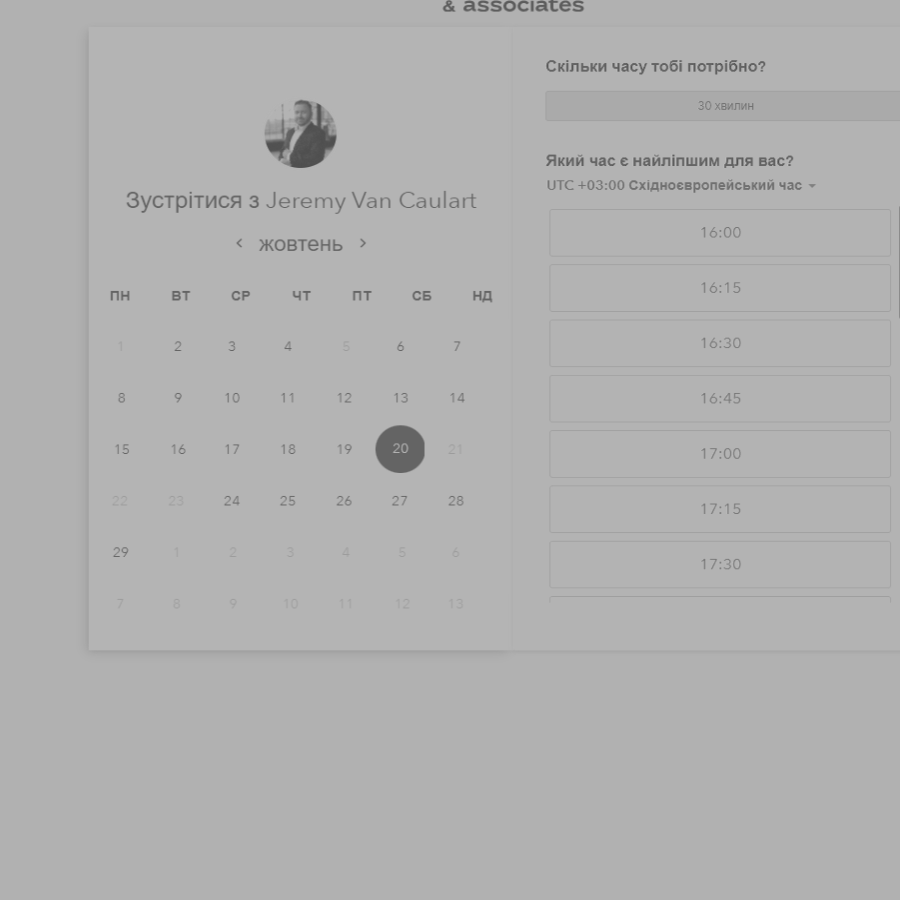 & associates
Зустрітися з Jeremy Van Caulart
жовтень
ПН ВТ СР ЧТ ПТ СБ НД
1 2 3 4 5 6 7
8 9 10 11 12 13 14
15 16 17 18 19 20 21
22 23 24 25 26 27 28
29 1 2 3 4 5 6
7 8 9 10 11 12 13
Скільки часу тобі потрібно?
30 хвилин
Який час є найліпшим для вас?
UTC +03:00 Східноєвропейський час
16:00
16:15
16:30
16:45
17:00
17:15
17:30